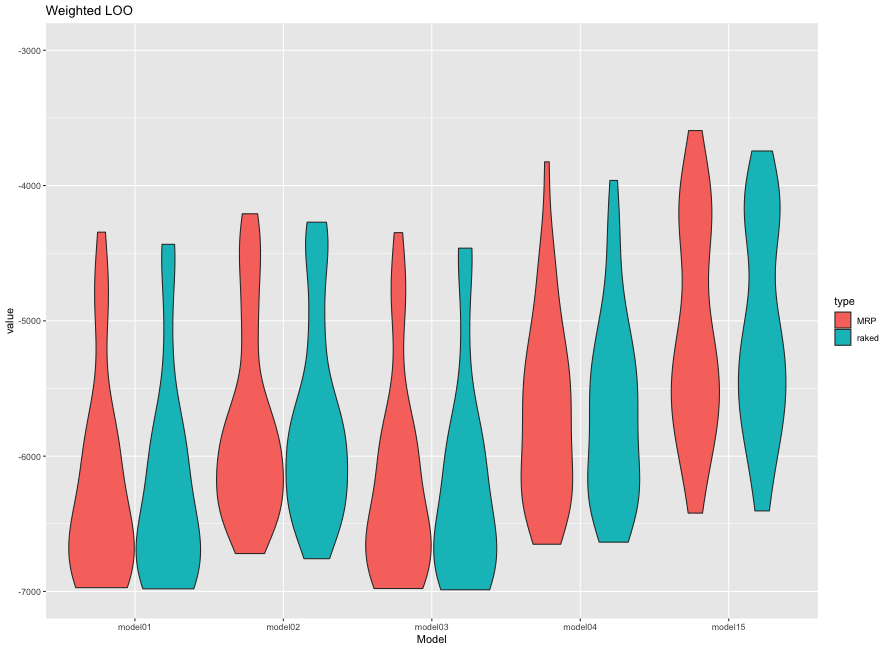 Weighted LOO
-3000
-4000
-5000
-6000
-7000
value
model01 model02 model03 model04 model15
Model
type
MRP
raked